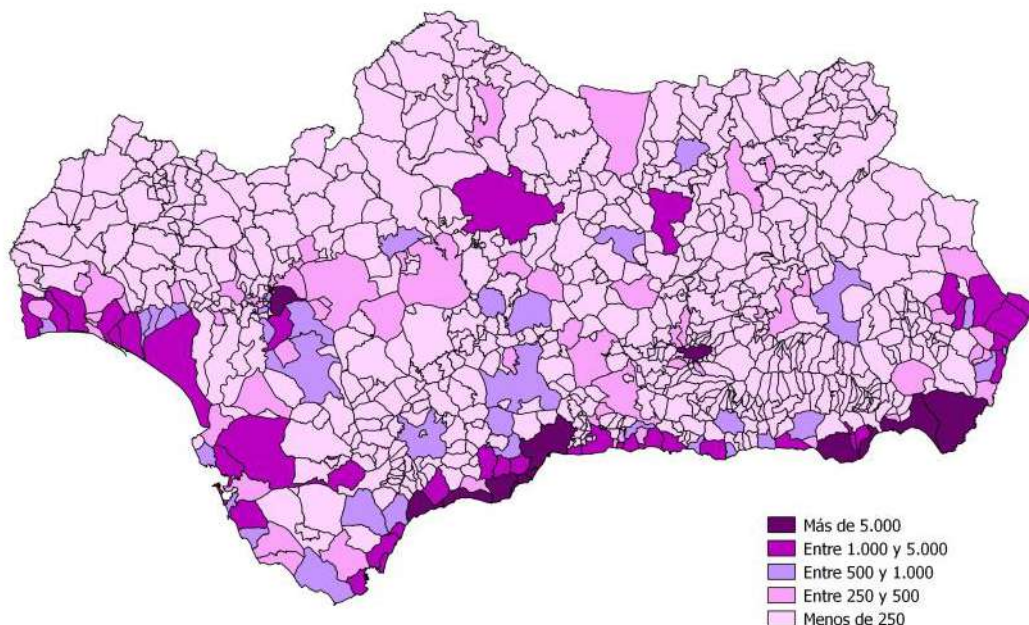 Más de 5.000
Entre 1.000 y 5.000
Entre 500 y 1.000
Entre 250 y 500
Menos de 250